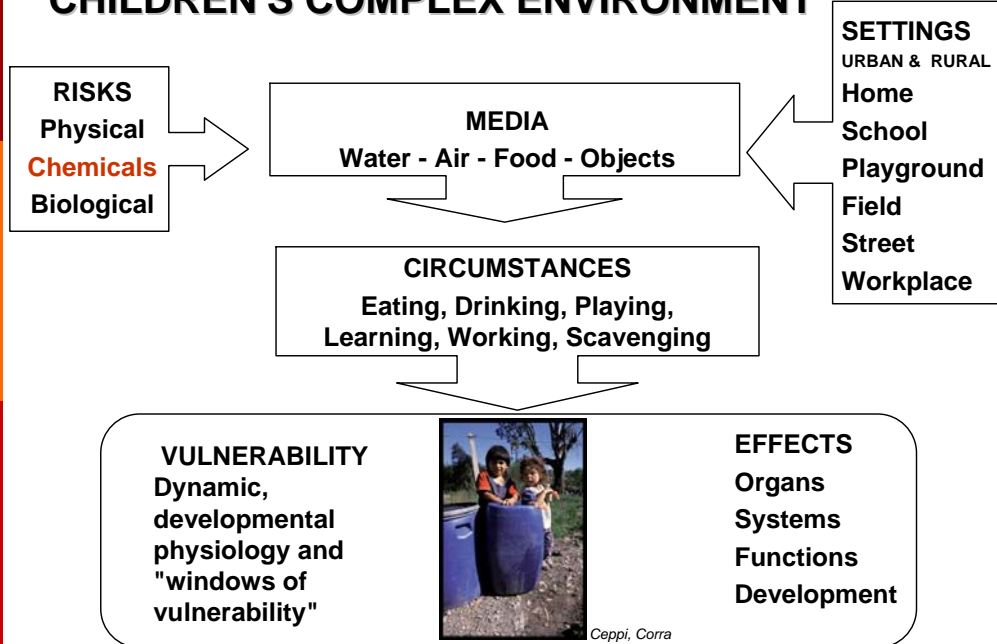 CHILDREN'S COMPLEX ENVIRONMENT
RISKS
Physical
Chemicals
Biological
MEDIA
Water - Air - Food - Objects
SETTINGS
URBAN & RURAL
Home
School
Playground
Field
Street
Workplace
CIRCUMSTANCES
Eating, Drinking, Playing,
Learning, Working, Scavenging
VULNERABILITY
Dynamic,
developmental
physiology and
"windows of
vulnerability"
EFFECTS
Organs
Systems
Functions
Development
Ceppi, Corra